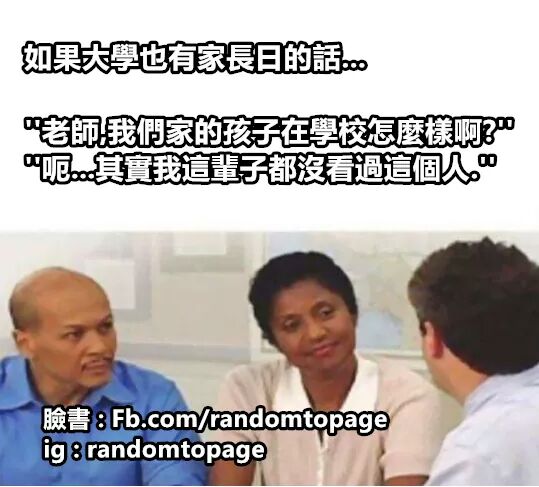 如果大學也有家長日的話...
"老師,我們家的孩子在學校怎麼樣啊?"
"呃...其實我這輩子都沒看過這個人."
臉書 : Fb.com/randomtopage
ig : randomtopage